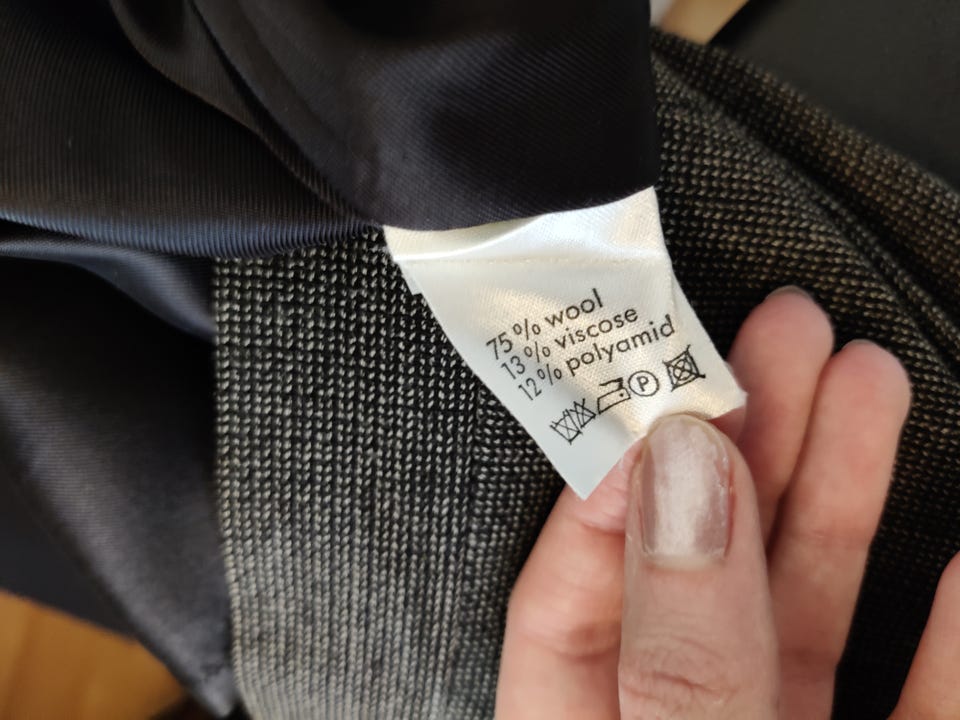 75% wool
13% viscose
12% polyamid
P